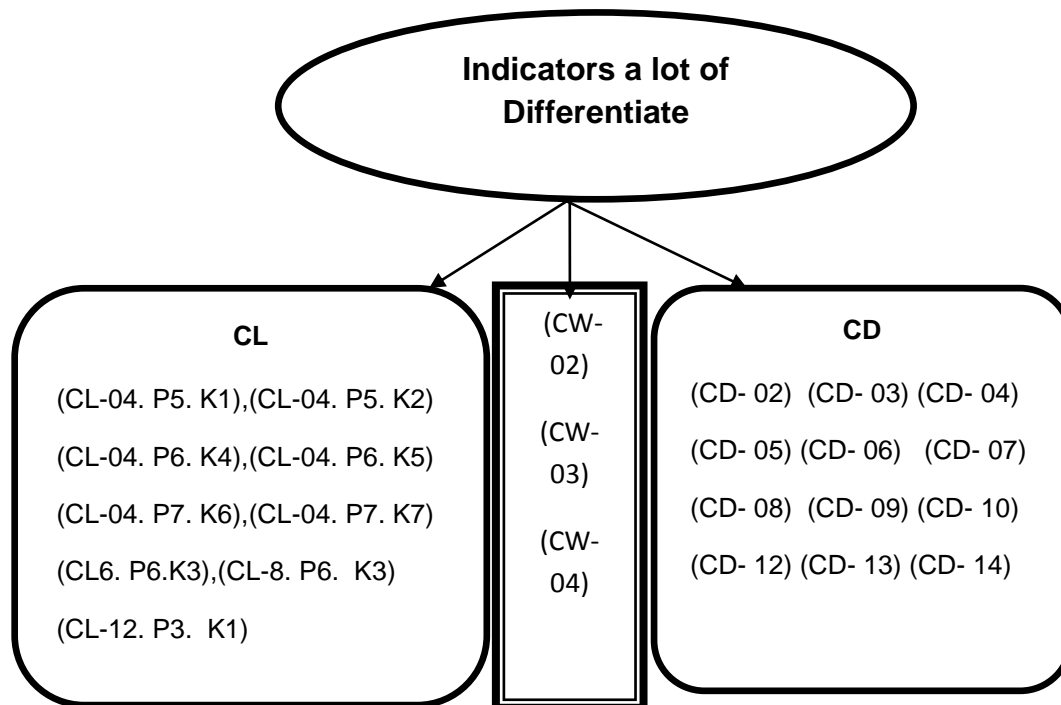 Indicators a lot of
Differentiate
CL
(CL-04. P5. K1),(CL-04. P5. K2)
(CL-04. P6. K4),(CL-04. P6. K5)
(CL-04. P7. K6),(CL-04. P7. K7)
(CL6. P6.K3),(CL-8. P6. K3)
(CL-12. P3. K1)
(CW-
02)
(CW-
03)
(CW-
04)
CD
(CD- 02) (CD- 03) (CD- 04)
(CD- 05) (CD- 06) (CD- 07)
(CD- 08) (CD- 09) (CD- 10)
(CD- 12) (CD- 13) (CD- 14)